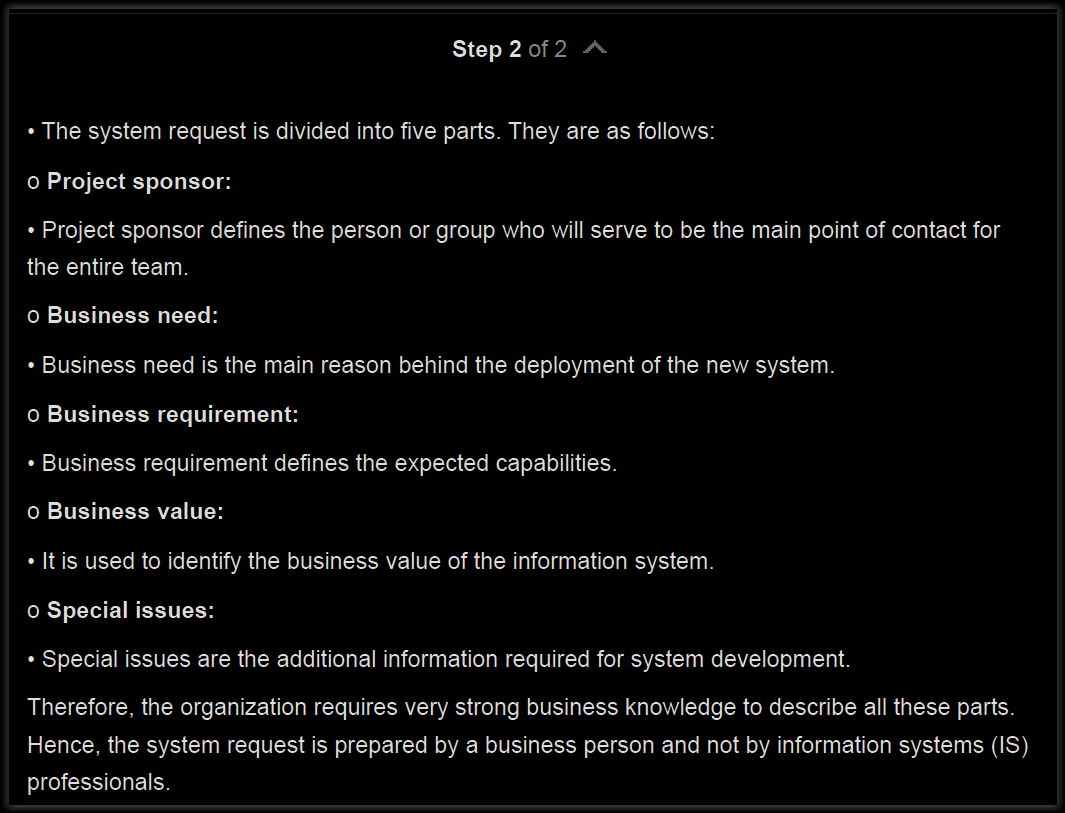 Step 2 of 2
• The system request is divided into five parts. They are as follows:
o Project sponsor:
• Project sponsor defines the person or group who will serve to be the main point of contact for
the entire team.
o Business need:
• Business need is the main reason behind the deployment of the new system.
o Business requirement:
• Business requirement defines the expected capabilities.
o Business value:
• It is used to identify the business value of the information system.
o Special issues:
• Special issues are the additional information required for system development.
Therefore, the organization requires very strong business knowledge to describe all these parts.
Hence, the system request is prepared by a business person and not by information systems (IS)
professionals.